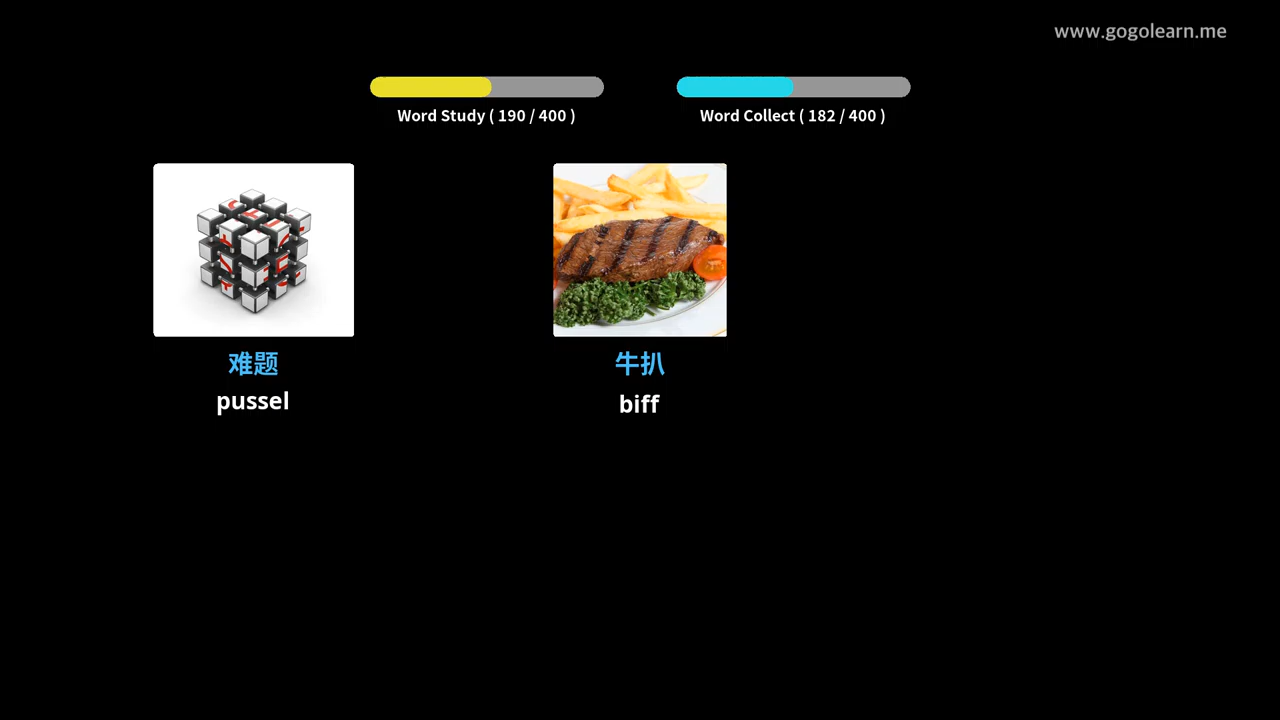 www.gogolearn.me
Word Study ( 190 / 400 )
Word Collect ( 182 / 400 )
难题
pussel
牛扒
biff